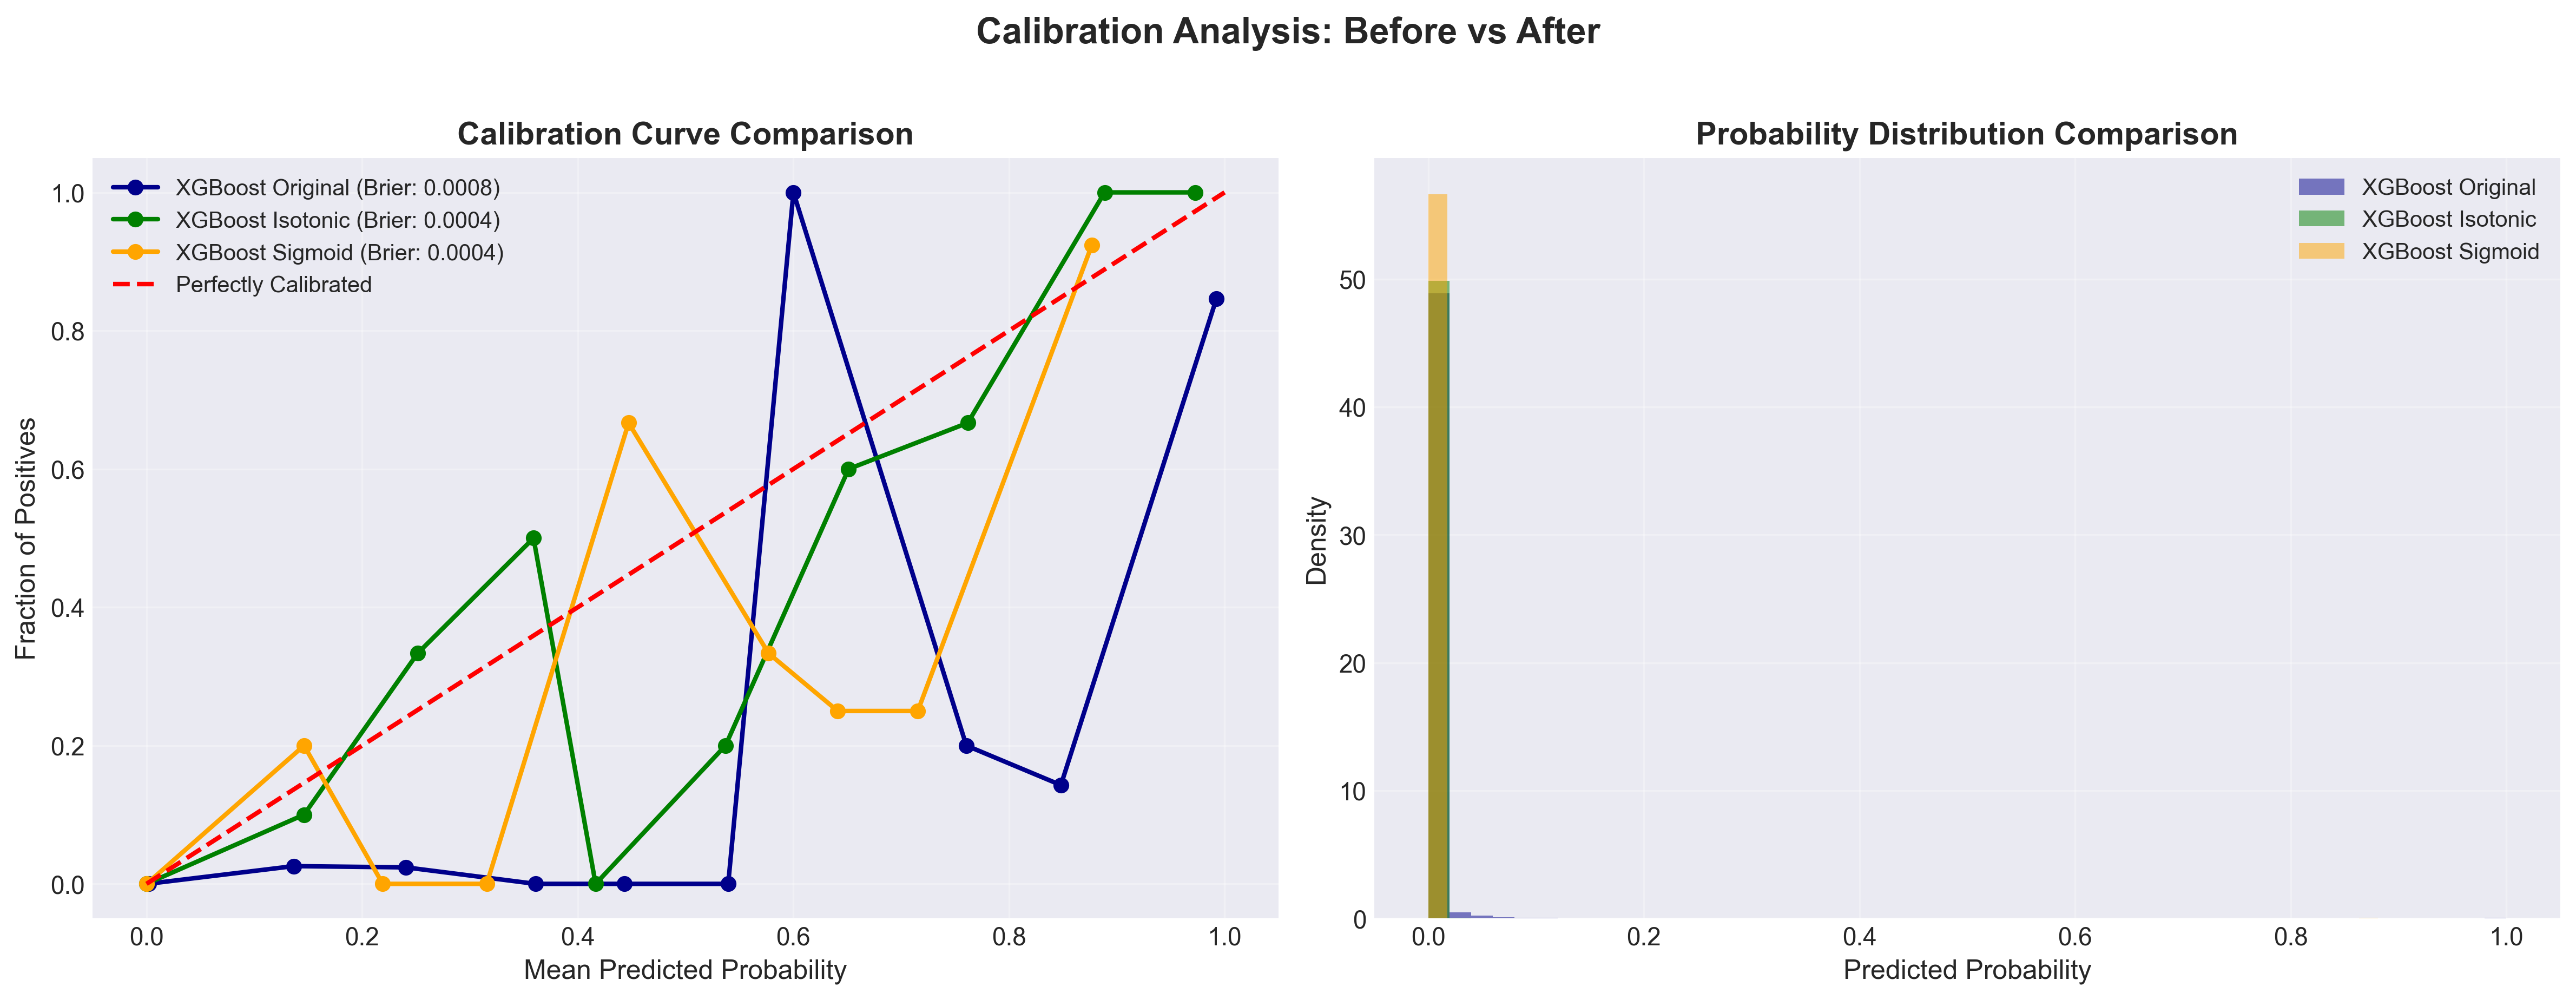 Calibration Analysis: Before vs After
Calibration Curve Comparison
XGBoost Original (Brier: 0.0008)
XGBoost Isotonic (Brier: 0.0004)
XGBoost Sigmoid (Brier: 0.0004)
Perfectly Calibrated
Fraction of Positives
1.0
0.8
0.6
0.4
0.2
0.0
0.0 0.2 0.4 0.6 0.8 1.0
Mean Predicted Probability
Probability Distribution Comparison
XGBoost Original
XGBoost Isotonic
XGBoost Sigmoid
Density
50
40
30
20
10
0
0.0 0.2 0.4 0.6 0.8 1.0
Predicted Probability